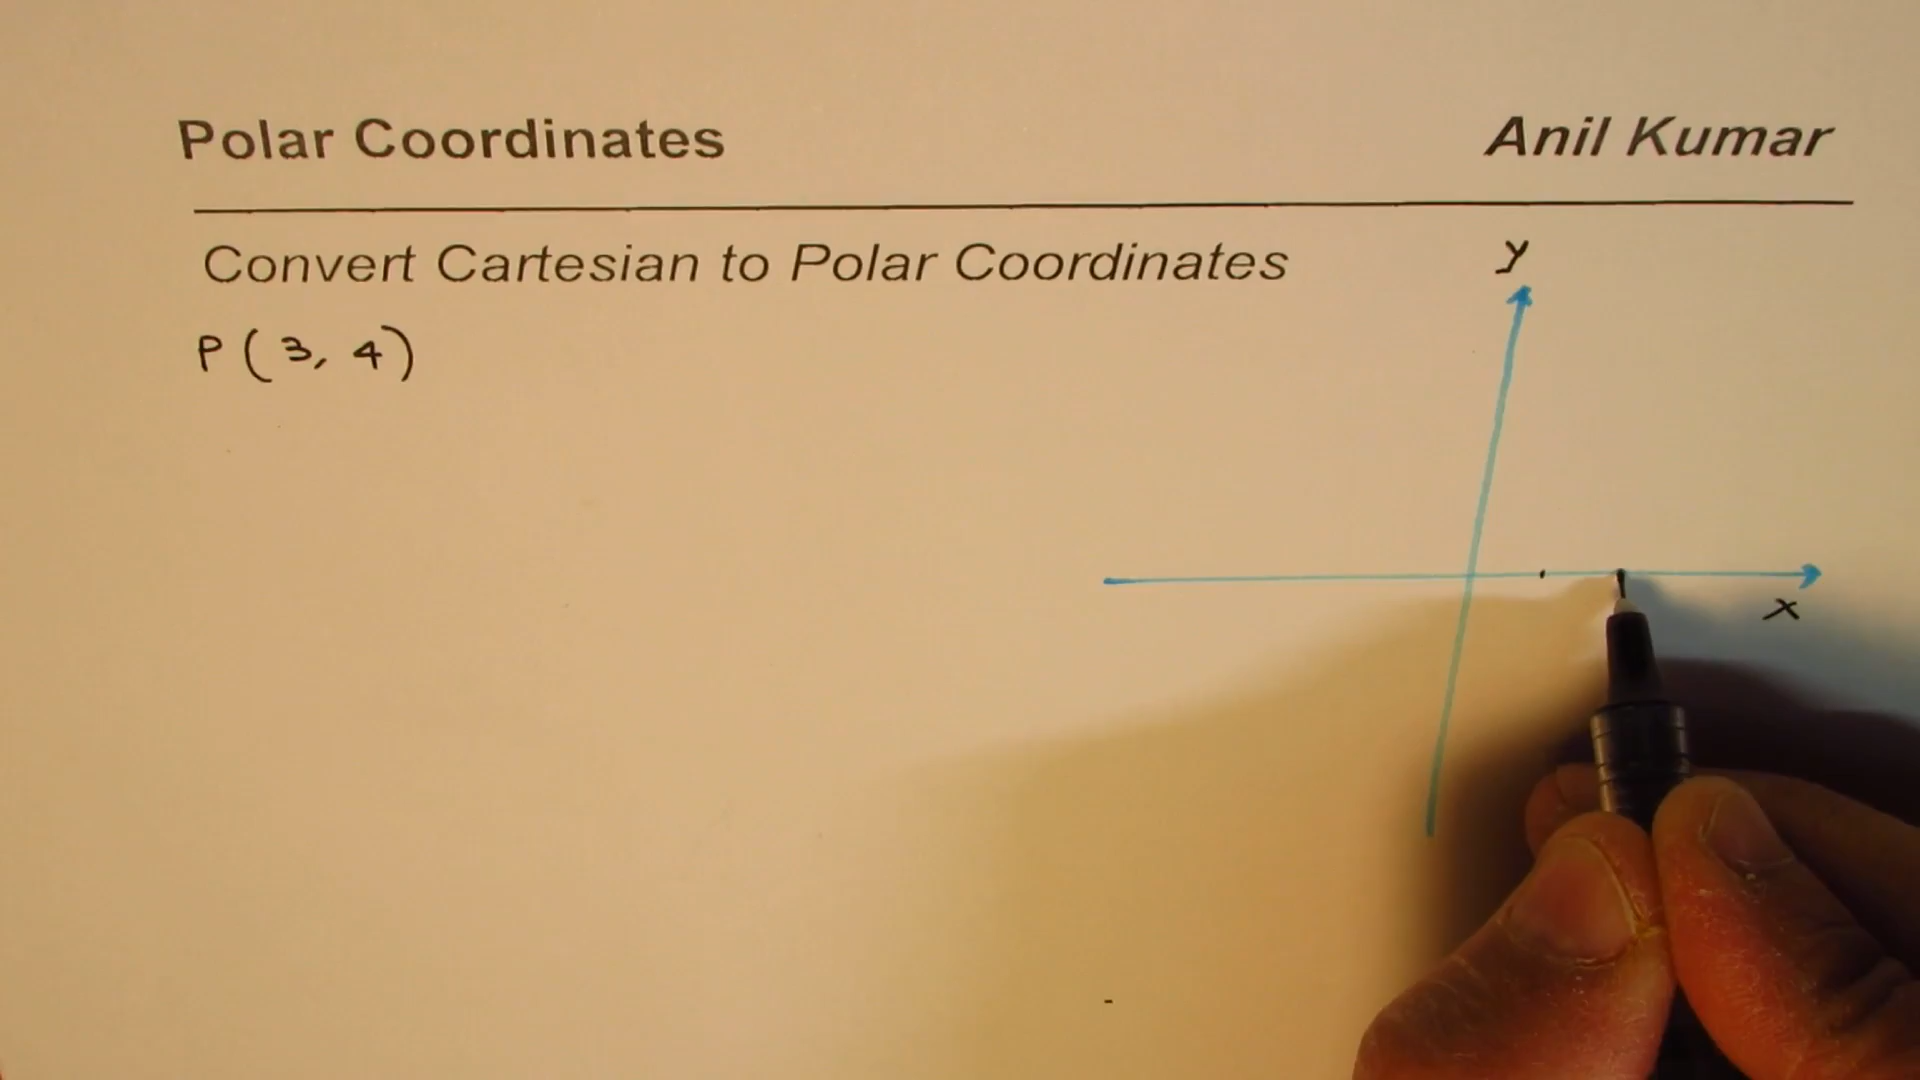 Polar Coordinates Anil Kumar
Convert Cartesian to Polar Coordinates
P (3, 4)
y
x